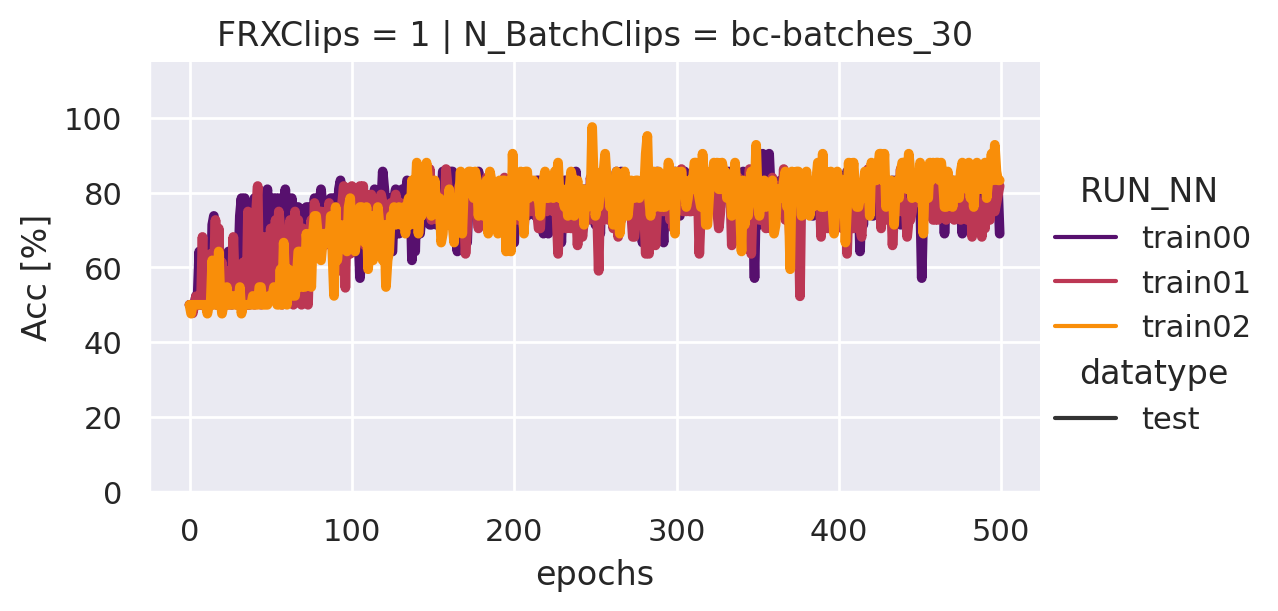 FRXClips = 1 | N_BatchClips = bc-batches_30
100
80
60
40
20
0
Acc [%]
0 100 200 300 400 500
epochs
RUN_NN
train00
train01
train02
datatype
test